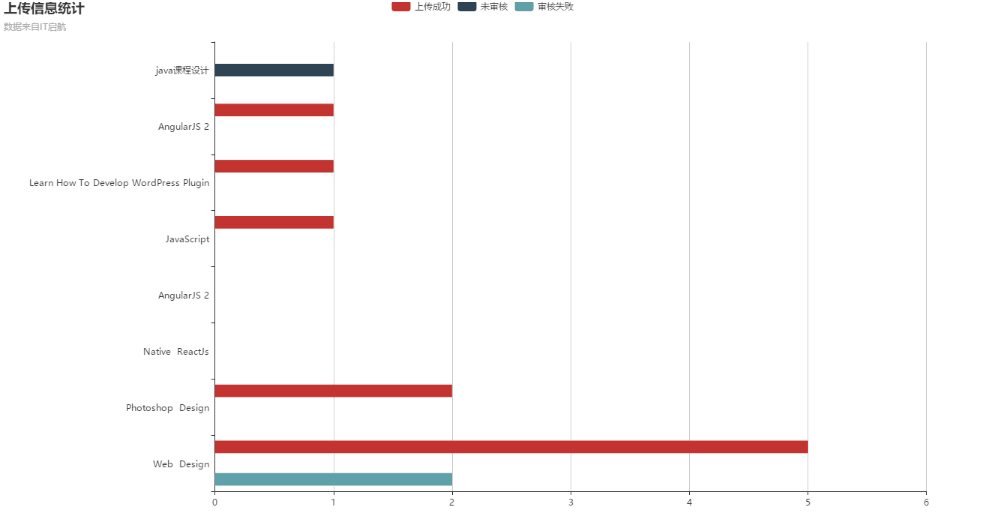 上传信息统计
上传成功 未审核 审核失败
数据来自IT启航
java课程设计
AngularJS 2
Learn How To Develop WordPress Plugin
JavaScript
AngularJS 2
Native ReactJs
Photoshop Design
Web Design
0 1 2 3 4 5 6